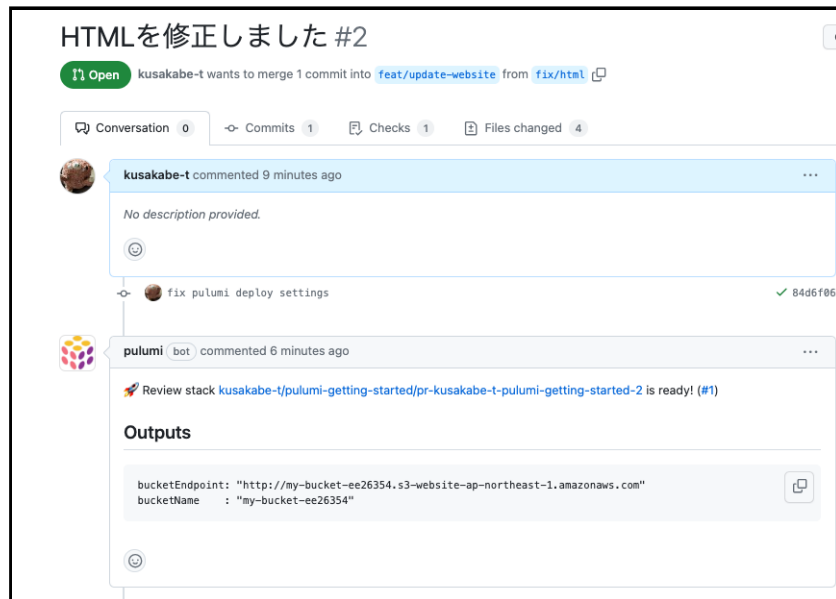 HTMLを修正しました #2
Open kusakabe-t wants to merge 1 commit into feat/update-website from fix/html
Conversation 0 Commits 1 Checks 1 Files changed 4
kusakabe-t commented 9 minutes ago
No description provided.
fix pulumi deploy settings 84d6f06
pulumi bot commented 6 minutes ago
🚀 Review stack kusakabe-t/pulumi-getting-started/pr-kusakabe-t-pulumi-getting-started-2 is ready! (#1)
Outputs
bucketEndpoint: "http://my-bucket-ee26354.s3-website-ap-northeast-1.amazonaws.com"
bucketName    : "my-bucket-ee26354"